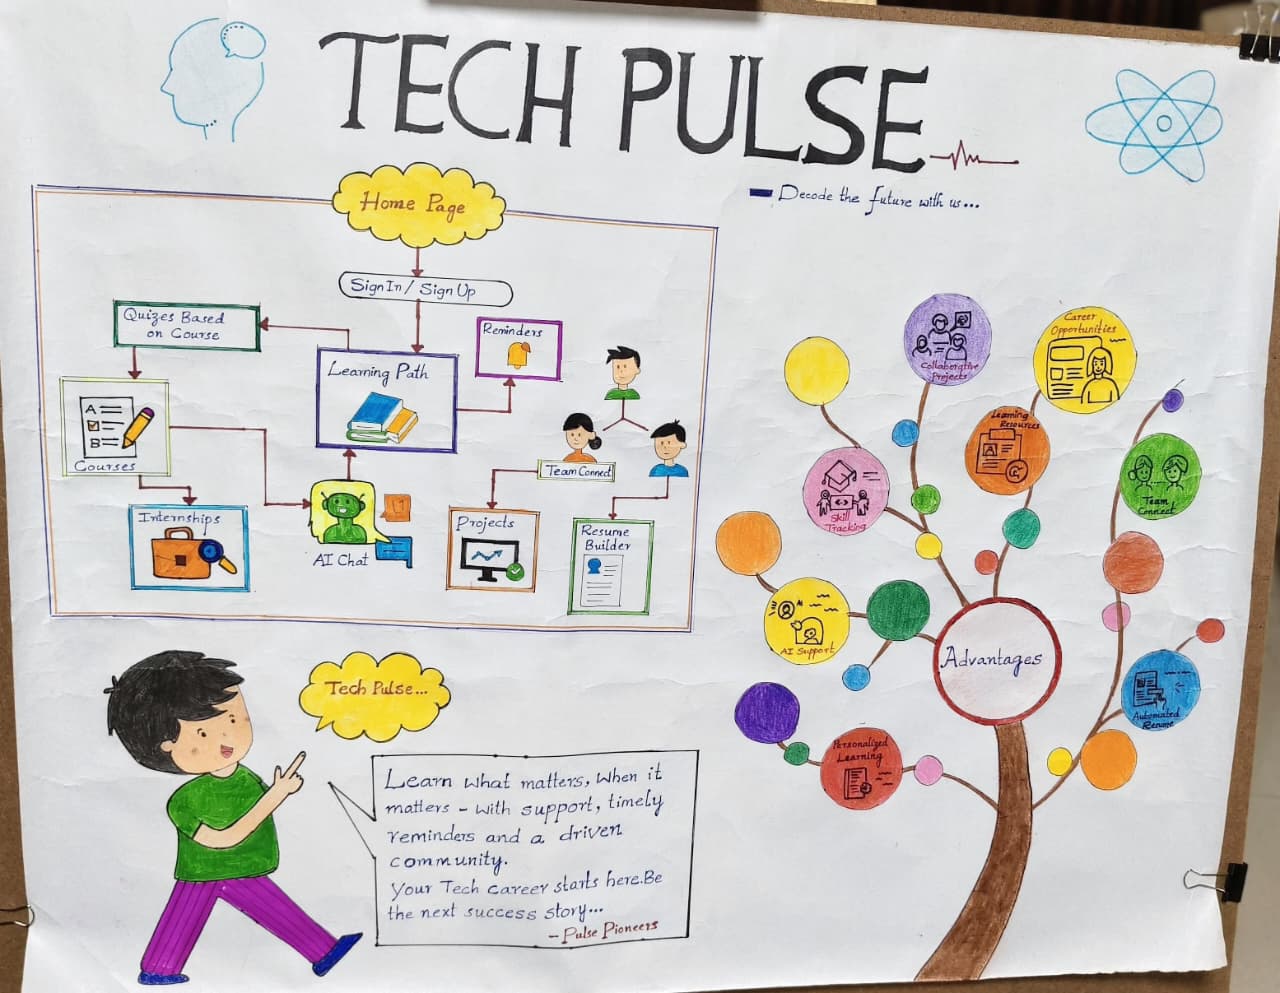 TECH PULSE
Decode the future with us...
Home Page
Sign In / Sign Up
Quizes Based
on Course
Learning Path
Reminders
A
B
Courses
Internships
AI Chat
Team Connect
Projects
Resume
Builder
Tech Pulse...
Learn what matters, when it
matters - with support, timely
reminders and a driven
community.
Your Tech career starts here. Be
the next success story...
- Pulse Pioneers
Advantages
Collaborative
Projects
Career
Opportunities
Learning
Resources
A
Skill
Tracking
Team
Connect
AI Support
Automated
Resume
Personalized
Learning